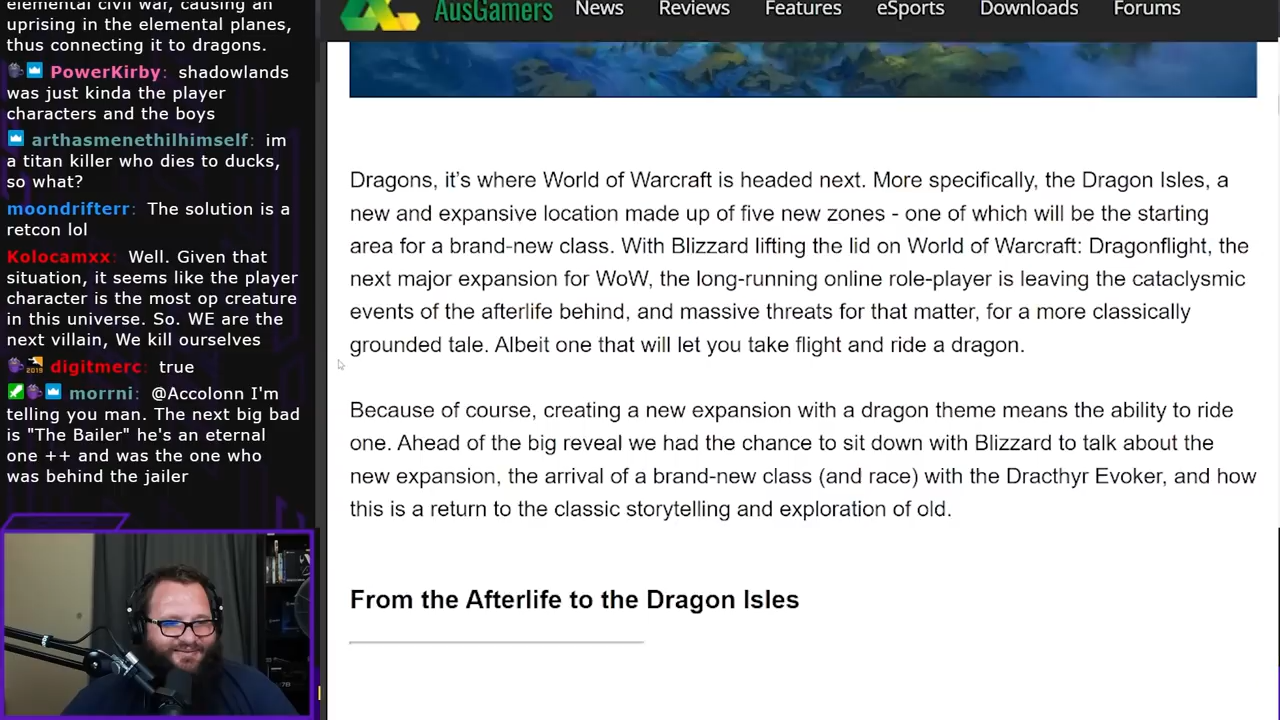 elemental civil war, causing an
uprising in the elemental planes,
thus connecting it to dragons.
PowerKirby: shadowlands
was just kinda the player
characters and the boys
arthasmenethilhimself: im
a titan killer who dies to ducks,
so what?
moondrifterr: The solution is a
retcon lol
Kolocamxx: Well. Given that
situation, it seems like the player
character is the most op creature
in this universe. So. WE are the
next villain, We kill ourselves
2019 digitmerc: true
morrni: @Accolonn I'm
telling you man. The next big bad
is "The Bailer" he's an eternal
one ++ and was the one who
was behind the jailer
AusGamers News Reviews Features eSports Downloads Forums
Dragons, it’s where World of Warcraft is headed next. More specifically, the Dragon Isles, a
new and expansive location made up of five new zones - one of which will be the starting
area for a brand-new class. With Blizzard lifting the lid on World of Warcraft: Dragonflight, the
next major expansion for WoW, the long-running online role-player is leaving the cataclysmic
events of the afterlife behind, and massive threats for that matter, for a more classically
grounded tale. Albeit one that will let you take flight and ride a dragon.
Because of course, creating a new expansion with a dragon theme means the ability to ride
one. Ahead of the big reveal we had the chance to sit down with Blizzard to talk about the
new expansion, the arrival of a brand-new class (and race) with the Dracthyr Evoker, and how
this is a return to the classic storytelling and exploration of old.
From the Afterlife to the Dragon Isles